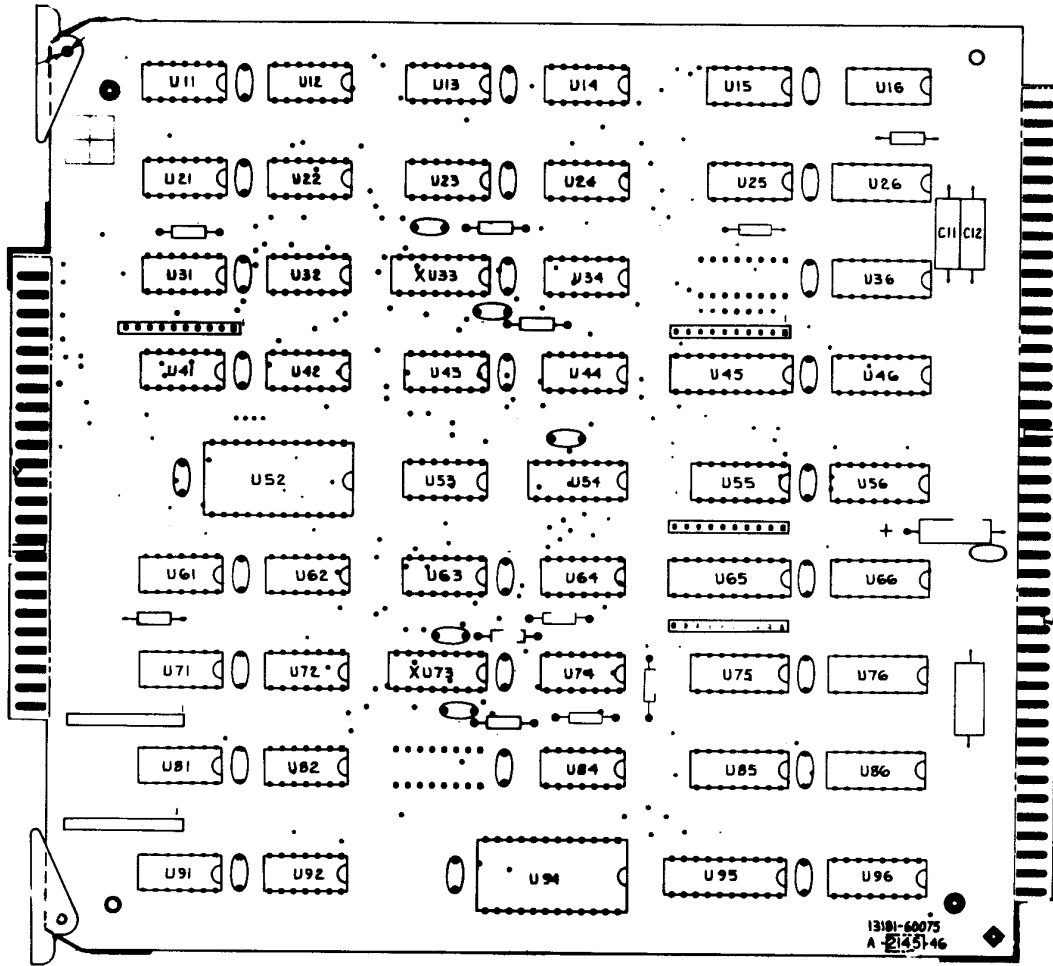 U11 U12 U13 U14 U15 U16
U21 U22 U23 U24 U25 U26
C11 C12
U31 U32 XU33 U34 U36
U41 U42 U43 U44 U45 U46
U52 U53 U54 U55 U56
+
U61 U62 U63 U64 U65 U66
U71 U72 XU73 U74 U75 U76
U81 U82 U84 U85 U86
U91 U92 U94 U95 U96
13181-60075
A-2145-46